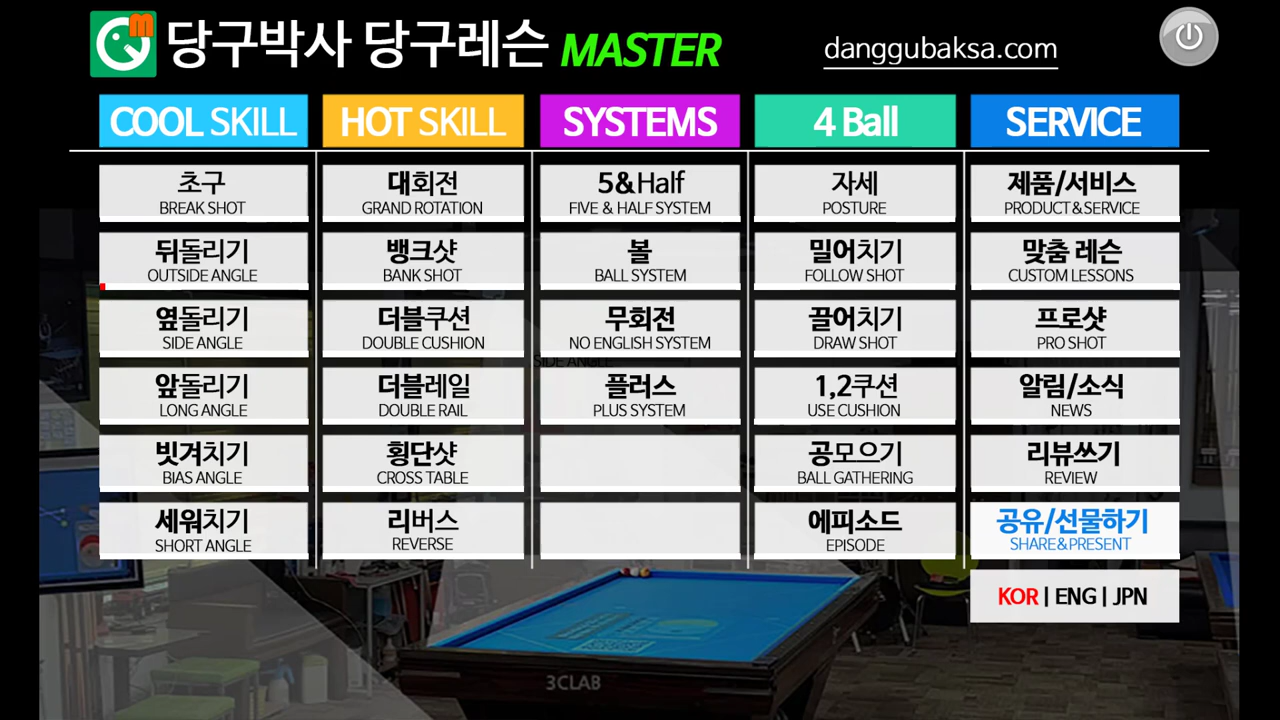 당구박사 당구레슨 MASTER
danggubaksa.com
COOL SKILL
HOT SKILL
SYSTEMS
4 Ball
SERVICE
초구
BREAK SHOT
대회전
GRAND ROTATION
5&Half
FIVE & HALF SYSTEM
자세
POSTURE
제품/서비스
PRODUCT&SERVICE
뒤돌리기
OUTSIDE ANGLE
뱅크샷
BANK SHOT
볼
BALL SYSTEM
밀어치기
FOLLOW SHOT
맞춤 레슨
CUSTOM LESSONS
옆돌리기
SIDE ANGLE
더블쿠션
DOUBLE CUSHION
무회전
NO ENGLISH SYSTEM
끌어치기
DRAW SHOT
프로샷
PRO SHOT
SIDE ANGLE
앞돌리기
LONG ANGLE
더블레일
DOUBLE RAIL
플러스
PLUS SYSTEM
1,2쿠션
USE CUSHION
알림/소식
NEWS
빗겨치기
BIAS ANGLE
횡단샷
CROSS TABLE
공모으기
BALL GATHERING
리뷰쓰기
REVIEW
세워치기
SHORT ANGLE
리버스
REVERSE
에피소드
EPISODE
공유/선물하기
SHARE&PRESENT
KOR | ENG | JPN
3CLAB